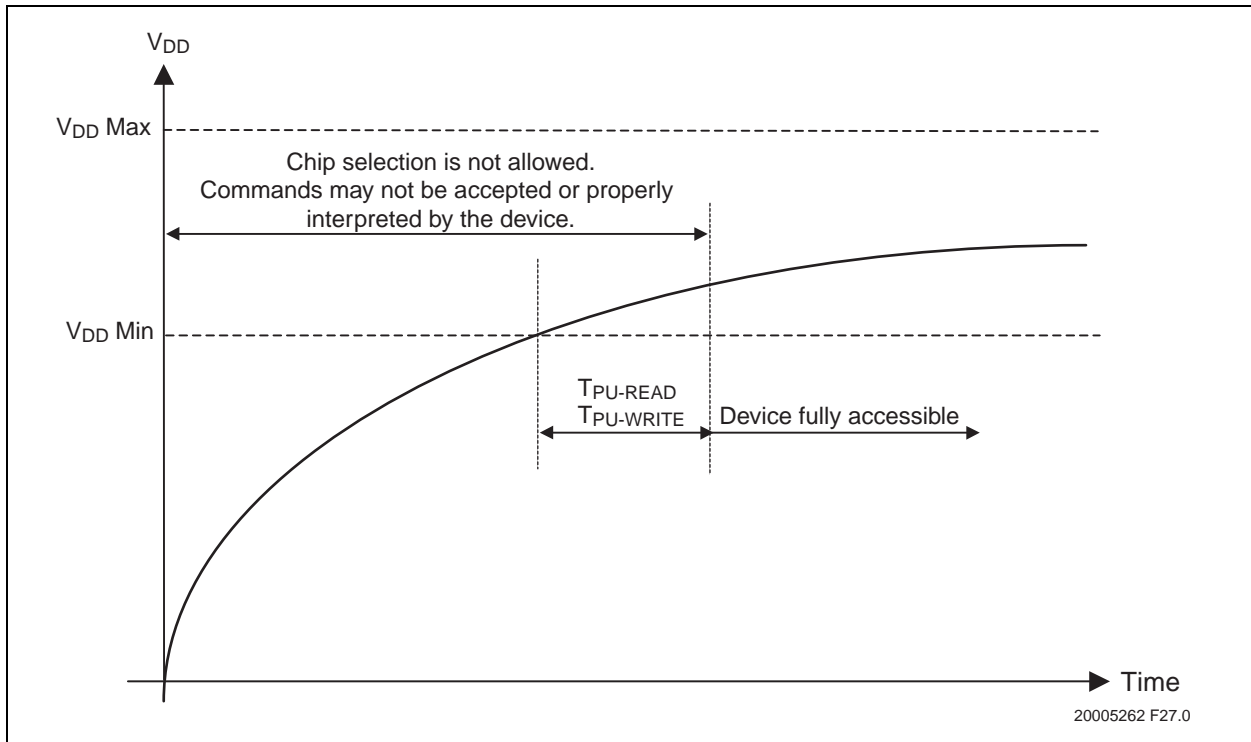 VDD
VDD Max
Chip selection is not allowed.
Commands may not be accepted or properly
interpreted by the device.
VDD Min
TPU-READ
TPU-WRITE
Device fully accessible
Time
20005262 F27.0